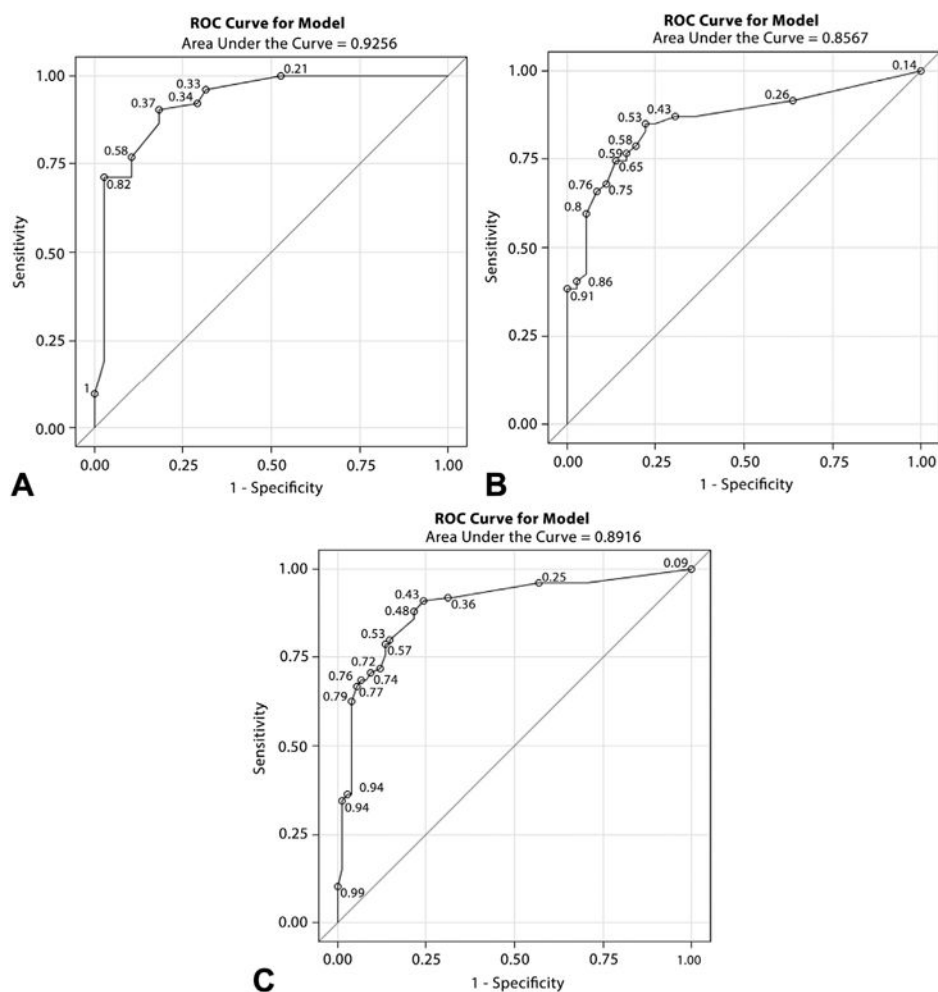 ROC Curve for Model
Area Under the Curve = 0.9256
1.00
0.75
0.50
0.25
0.00
Sensitivity
0.21
0.33
0.34
0.37
0.58
0.82
1
0.00 0.25 0.50 0.75 1.00
1 - Specificity
A
ROC Curve for Model
Area Under the Curve = 0.8567
1.00
0.75
0.50
0.25
0.00
Sensitivity
0.14
0.26
0.43
0.53
0.58
0.59
0.65
0.76
0.75
0.8
0.86
0.91
0.00 0.25 0.50 0.75 1.00
1 - Specificity
B
ROC Curve for Model
Area Under the Curve = 0.8916
1.00
0.75
0.50
0.25
0.00
Sensitivity
0.09
0.25
0.43
0.36
0.48
0.53
0.57
0.72
0.74
0.76
0.77
0.79
0.94
0.94
0.99
0.00 0.25 0.50 0.75 1.00
1 - Specificity
C